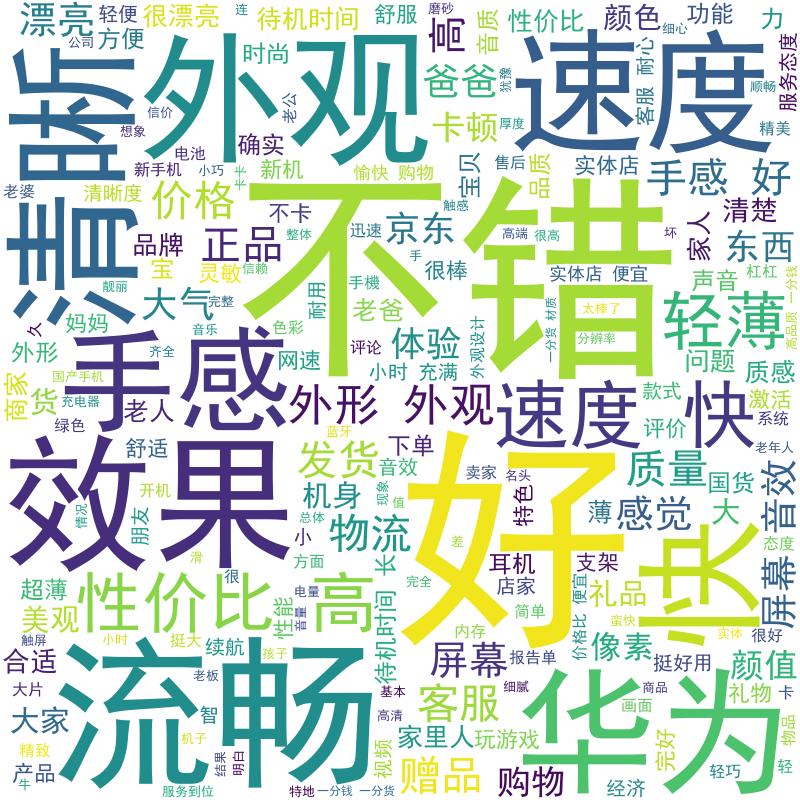 漂亮
轻便
很漂亮
连
待机时间
舒服
磨砂
高
音质
性价比
颜色
功能
力
方便
公司
时尚
外观
爸爸
犹豫
速度
客服
耐心
细心
服务态度
顺畅
精美
清晰
想象
信价
老公
卡顿
厚度
确实
电池
新手机
小巧
半
半
新机
愉快
购物
宝贝
售后
品质
实体店
手感
好
老婆
清晰度
价格
不错
触感
不卡
品牌
正品
整体
迅速
京东
高端
很高
坏
家人
清楚
东西
宝
灵敏
信赖
手
很棒
实体店
便宜
声音
杠杠
一分钱
靓丽
大气
完整
耐用
手機
老爸
太棒了
材质
一分货
轻薄
高品质
久
妈妈
音乐
色彩
评论
体验
外观设计
分辨率
外形
齐全
网速
小时
充满
问题
质感
国产手机
手感
商家
货
充电器
老人
外形
外观
速度
快
款式
激活
绿色
蓝牙
评价
系统
舒适
发货
音效
下单
卖家
名头
质量
国货
老年人
效果
开机
机身
现象
值
好
特色
薄
感觉
大
音效
情况
朋友
总体
小
物流
差
态度
滑
方面
耳机
支架
快
屏幕
超薄
很
长
完全
店家
礼品
性价比
高
电量
音量
性能
待机时间
简单
便宜
价格比
美观
内存
蛮快
实体
很好
触屏
小时
挺大
续航
孩子
屏幕
报告单
像素
挺好用
颜值
合适
流畅
老板
基本
细腻
商品
礼物
卡
大片
大家
智
高清
客服
华为
画面
物品
精致
机子
家里人
玩游戏
完好
产品
结果
明白
视频
赠品
购物
轻巧
轻
牛
服务到位
特地
一分钱
一分货
经济